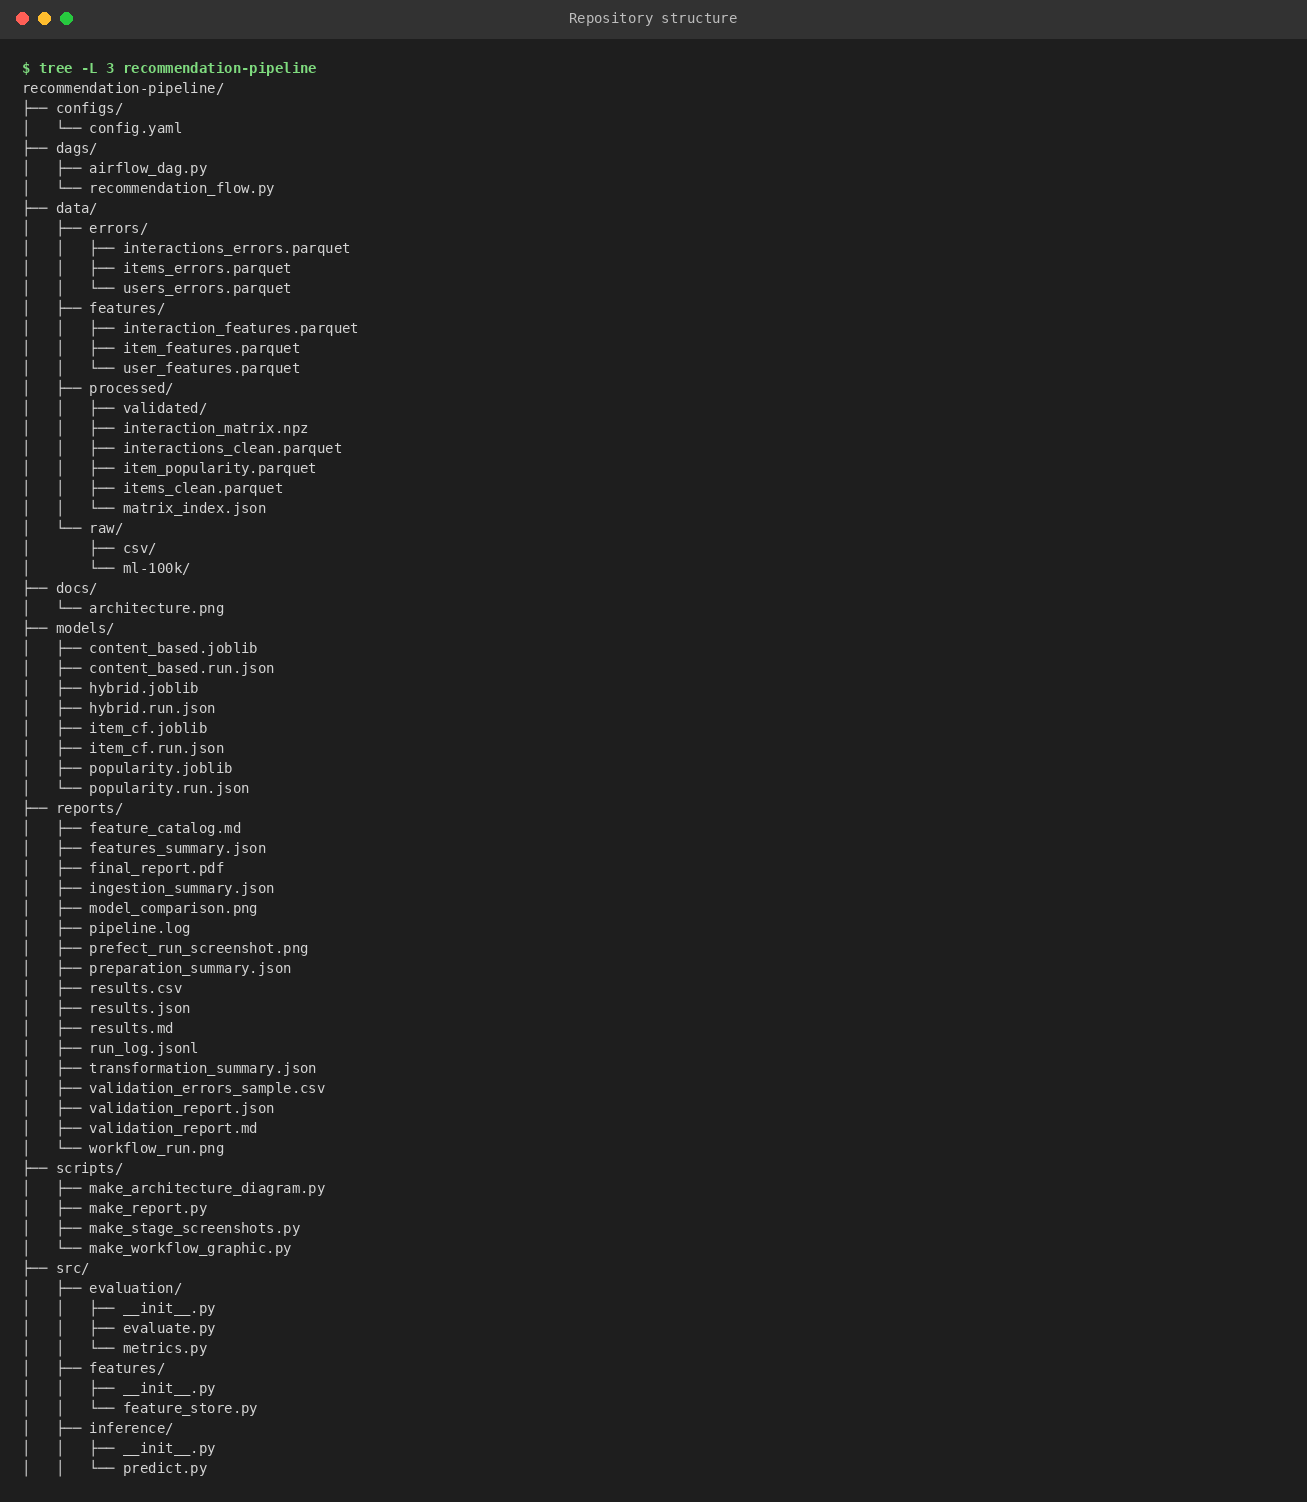 Repository structure
$ tree -L 3 recommendation-pipeline
recommendation-pipeline/
├── configs/
│   └── config.yaml
├── dags/
│   ├── airflow_dag.py
│   └── recommendation_flow.py
├── data/
│   ├── errors/
│   │   ├── interactions_errors.parquet
│   │   ├── items_errors.parquet
│   │   └── users_errors.parquet
│   ├── features/
│   │   ├── interaction_features.parquet
│   │   ├── item_features.parquet
│   │   └── user_features.parquet
│   ├── processed/
│   │   ├── validated/
│   │   ├── interaction_matrix.npz
│   │   ├── interactions_clean.parquet
│   │   ├── item_popularity.parquet
│   │   ├── items_clean.parquet
│   │   └── matrix_index.json
│   └── raw/
│       ├── csv/
│       └── ml-100k/
├── docs/
│   └── architecture.png
├── models/
│   ├── content_based.joblib
│   ├── content_based.run.json
│   ├── hybrid.joblib
│   ├── hybrid.run.json
│   ├── item_cf.joblib
│   ├── item_cf.run.json
│   ├── popularity.joblib
│   └── popularity.run.json
├── reports/
│   ├── feature_catalog.md
│   ├── features_summary.json
│   ├── final_report.pdf
│   ├── ingestion_summary.json
│   ├── model_comparison.png
│   ├── pipeline.log
│   ├── prefect_run_screenshot.png
│   ├── preparation_summary.json
│   ├── results.csv
│   ├── results.json
│   ├── results.md
│   ├── run_log.jsonl
│   ├── transformation_summary.json
│   ├── validation_errors_sample.csv
│   ├── validation_report.json
│   ├── validation_report.md
│   └── workflow_run.png
├── scripts/
│   ├── make_architecture_diagram.py
│   ├── make_report.py
│   ├── make_stage_screenshots.py
│   └── make_workflow_graphic.py
├── src/
│   ├── evaluation/
│   │   ├── __init__.py
│   │   ├── evaluate.py
│   │   └── metrics.py
│   ├── features/
│   │   ├── __init__.py
│   │   └── feature_store.py
│   ├── inference/
│   │   ├── __init__.py
│   │   └── predict.py